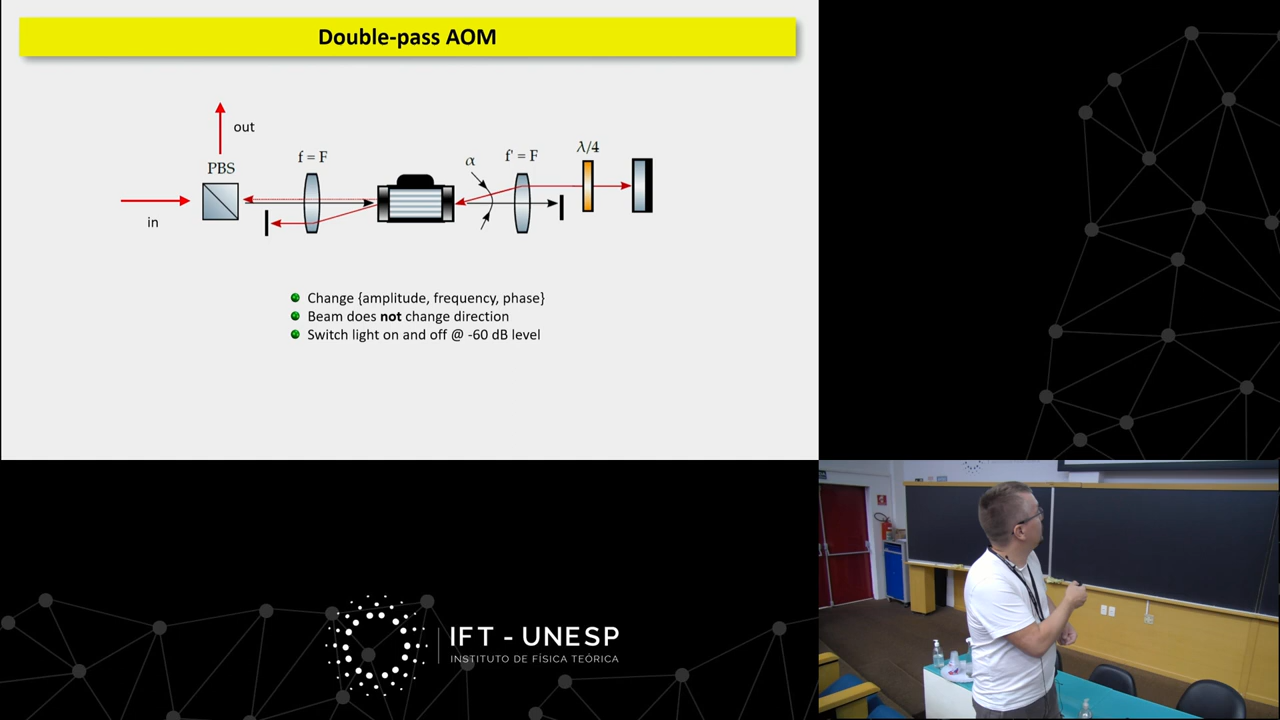 Double-pass AOM
out
PBS
f = F
α
f' = F
λ/4
in
Change {amplitude, frequency, phase}
Beam does not change direction
Switch light on and off @ -60 dB level
IFT - UNESP
INSTITUTO DE FÍSICA TEÓRICA